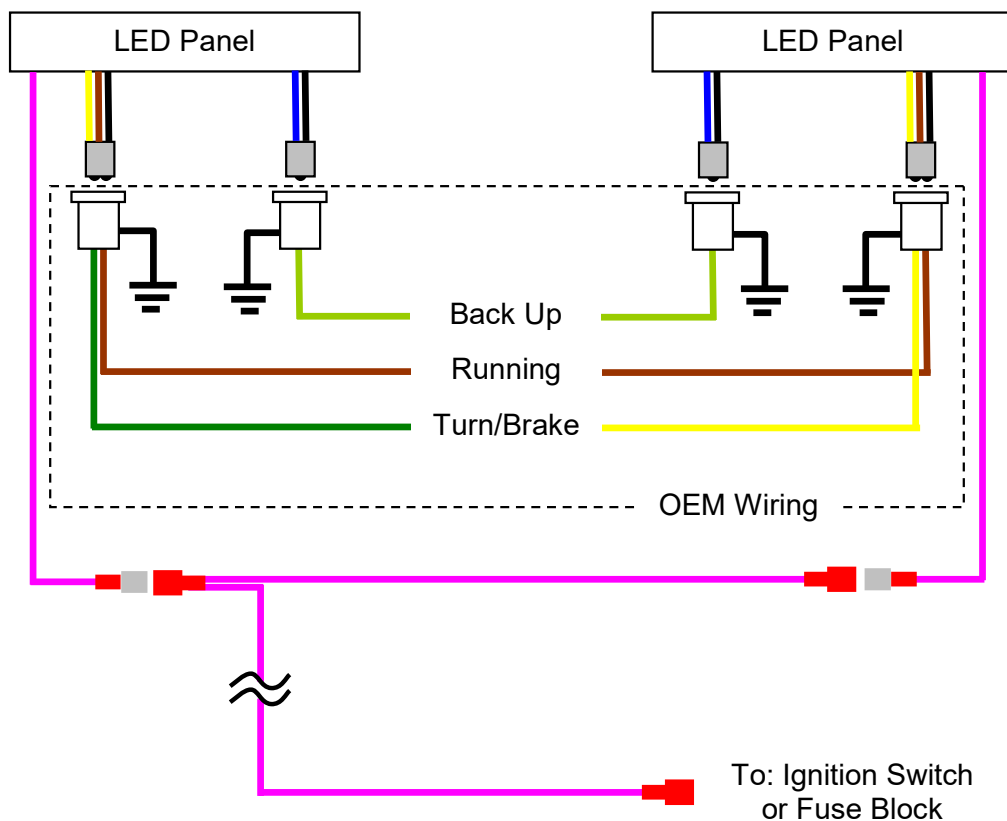 LED Panel
LED Panel
Back Up
Running
Turn/Brake
OEM Wiring
To: Ignition Switch
or Fuse Block